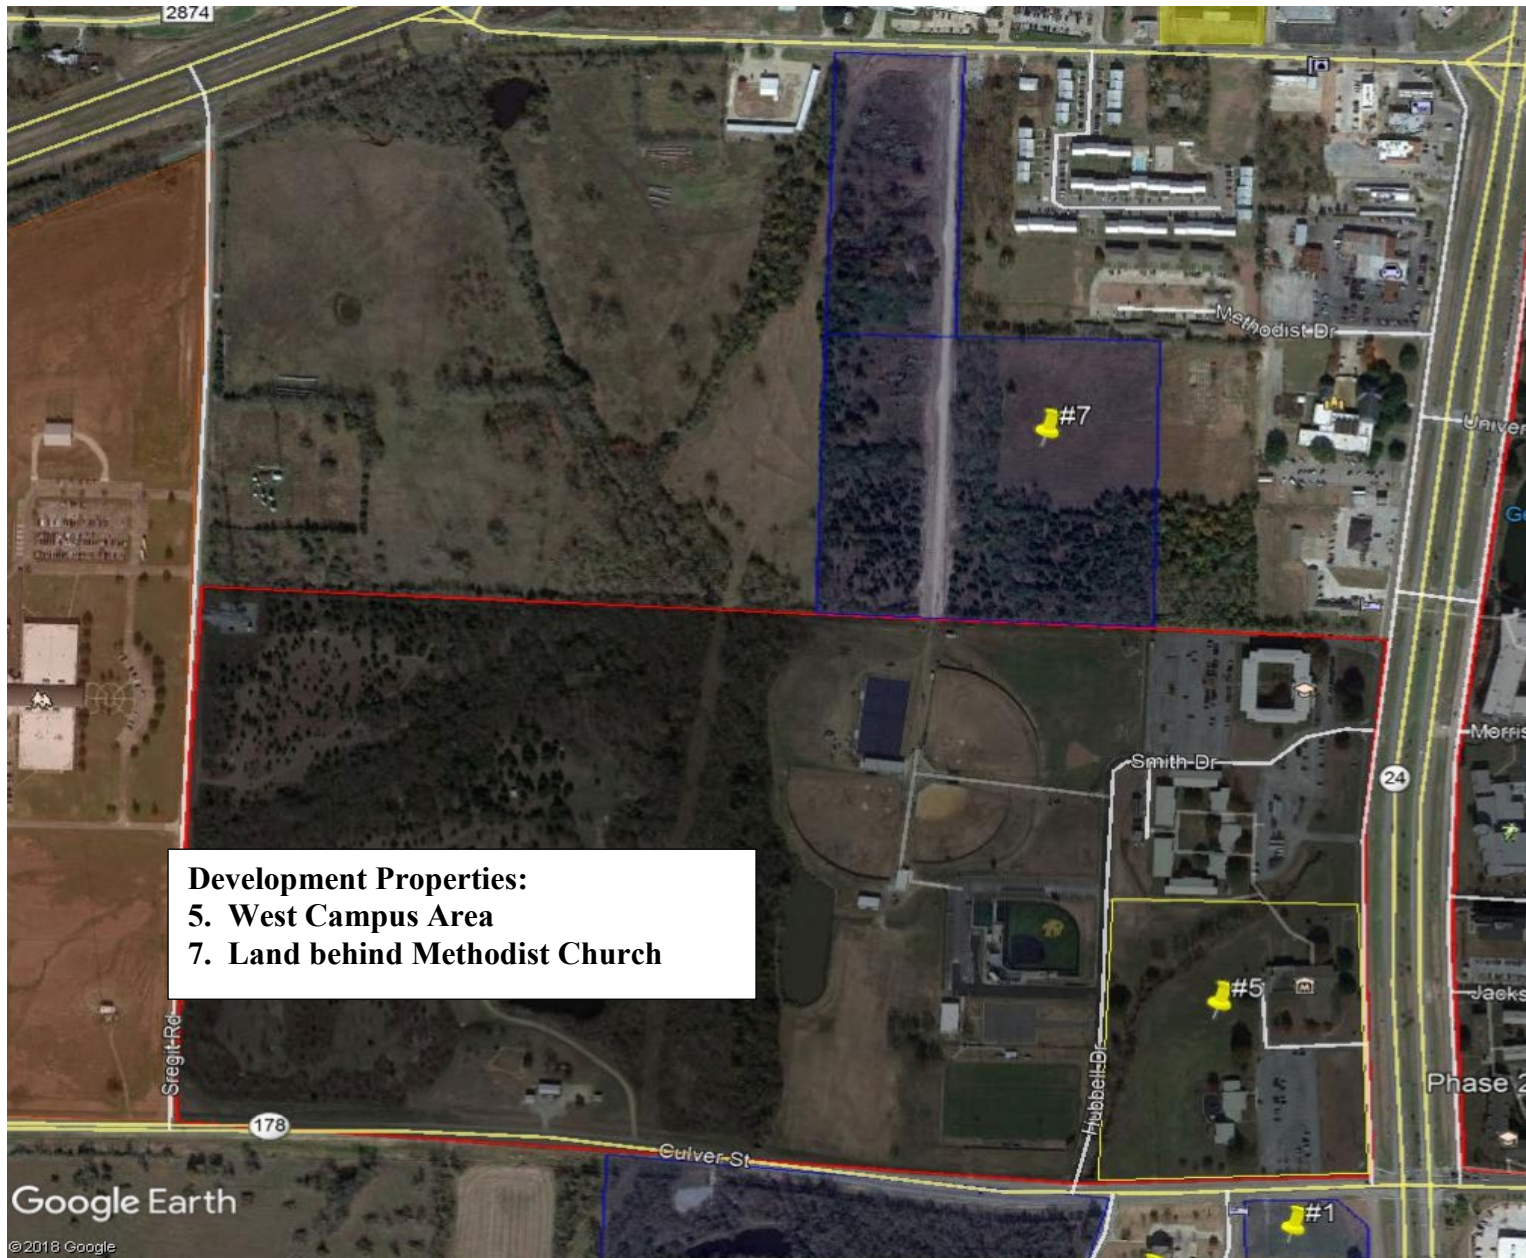 2874
Methodist Dr
#7
Univer
Ge
Morris
Smith Dr
24
Development Properties:
5. West Campus Area
7. Land behind Methodist Church
#5
Jacks
Sregit Rd
Hubbell Dr
Phase 2
178
Culver St
Google Earth
#1
©2018 Google